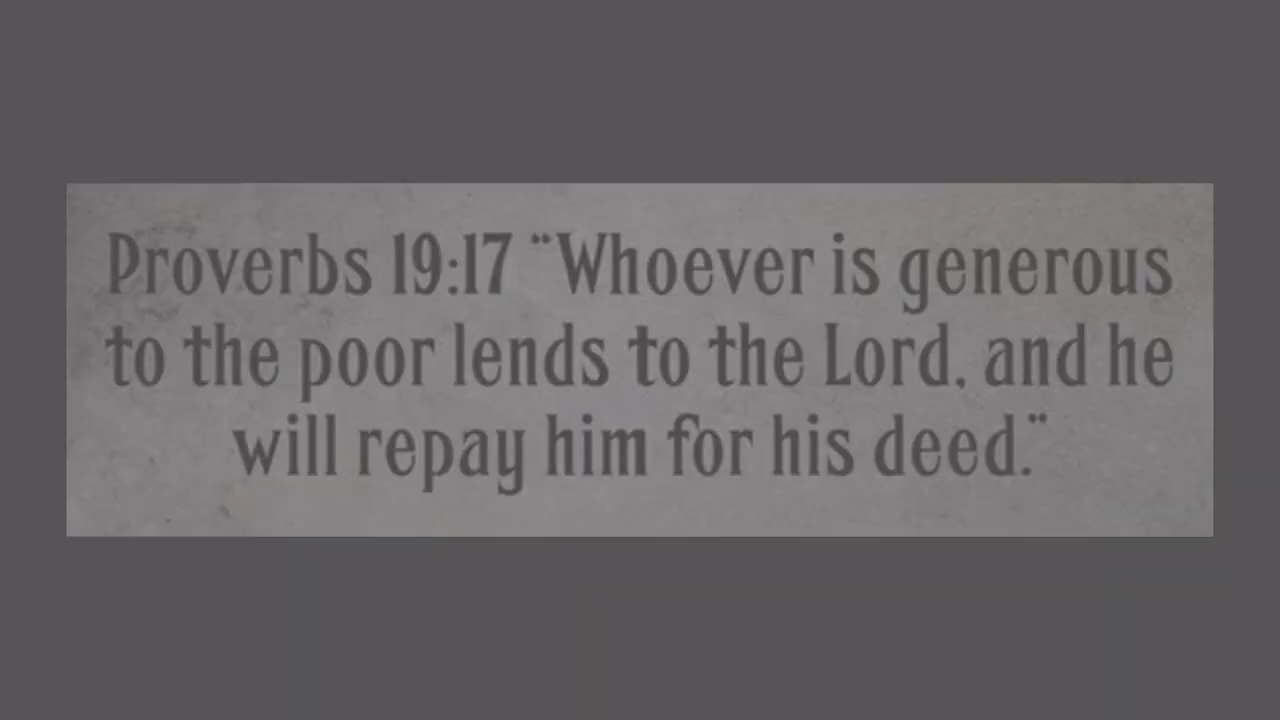 Proverbs 19:17 "Whoever is generous
to the poor lends to the Lord, and he
will repay him for his deed."